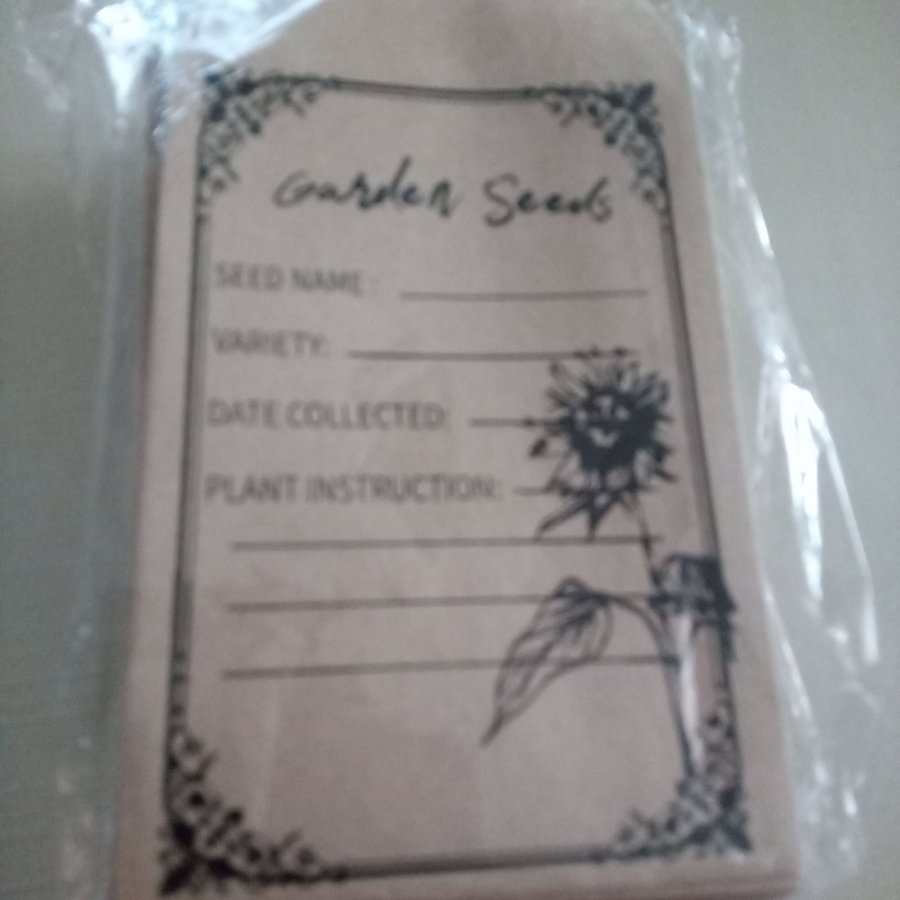 Garden Seeds
SEED NAME:
VARIETY:
DATE COLLECTED:
PLANT INSTRUCTION: